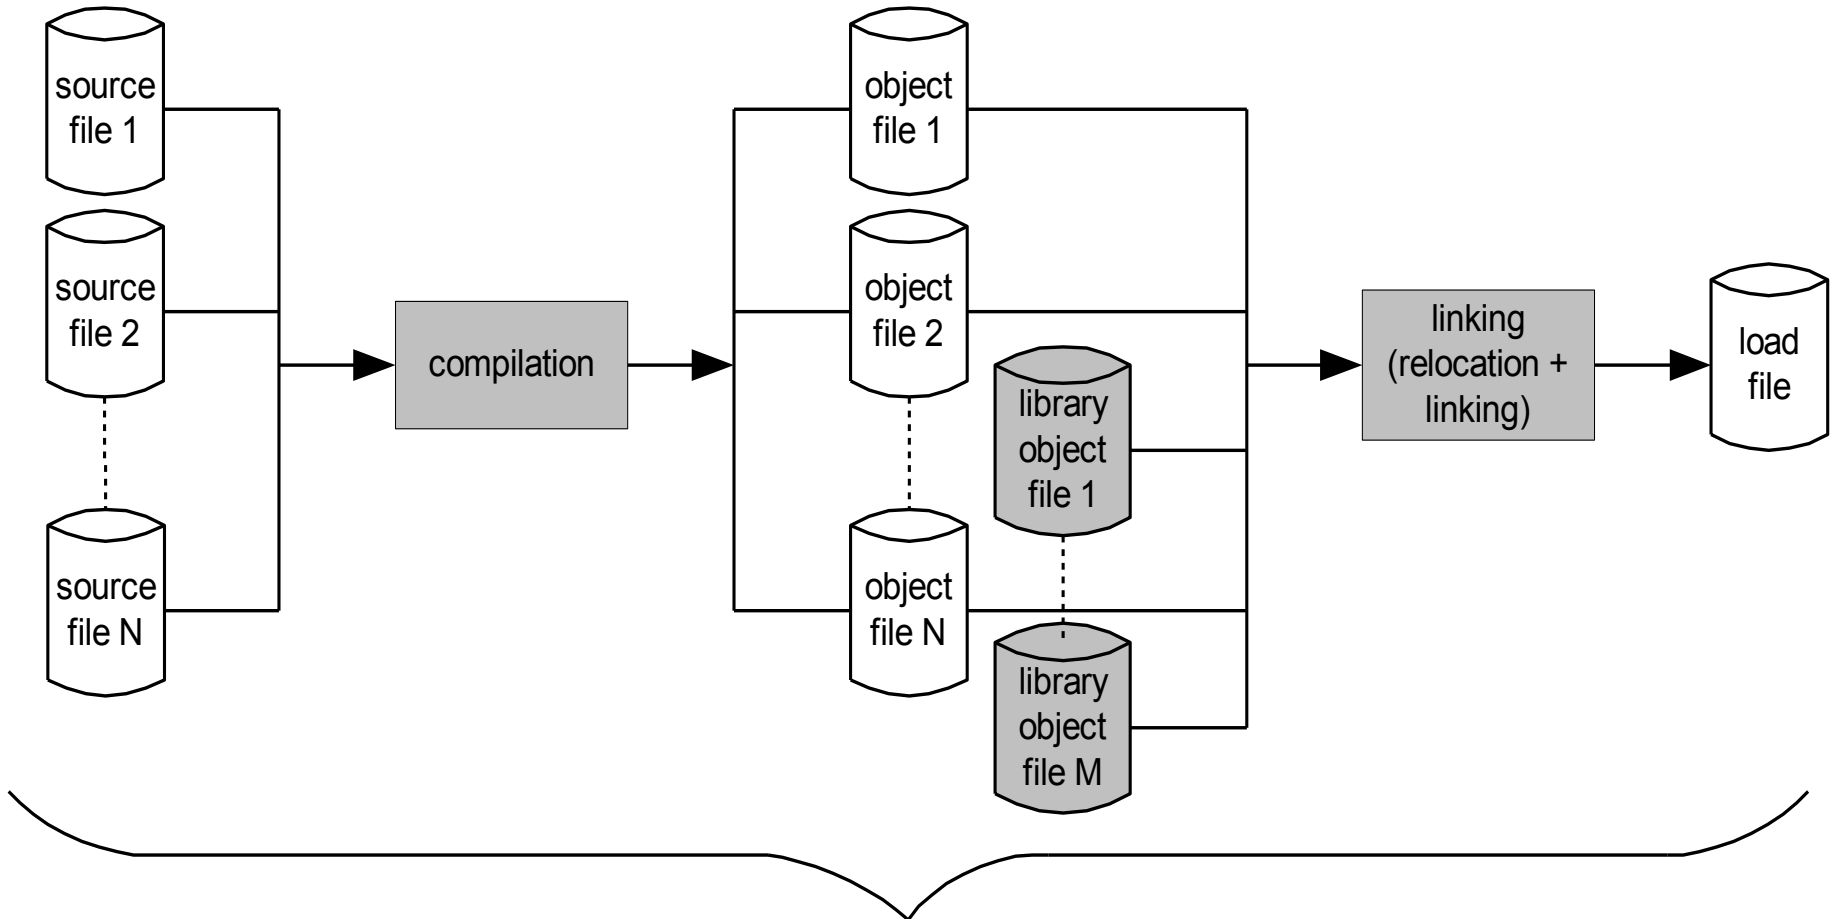 source
file 1
source
file 2
source
file N
compilation
object
file 1
object
file 2
object
file N
library
object
file 1
library
object
file M
linking
(relocation +
linking)
load
file